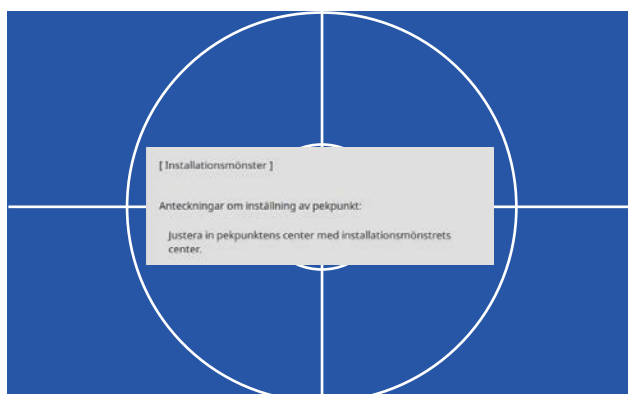 [ Installationsmönster ]
Anteckningar om inställning av pekpunkt:
Justera in pekpunktens center med installationsmönstrets
center.